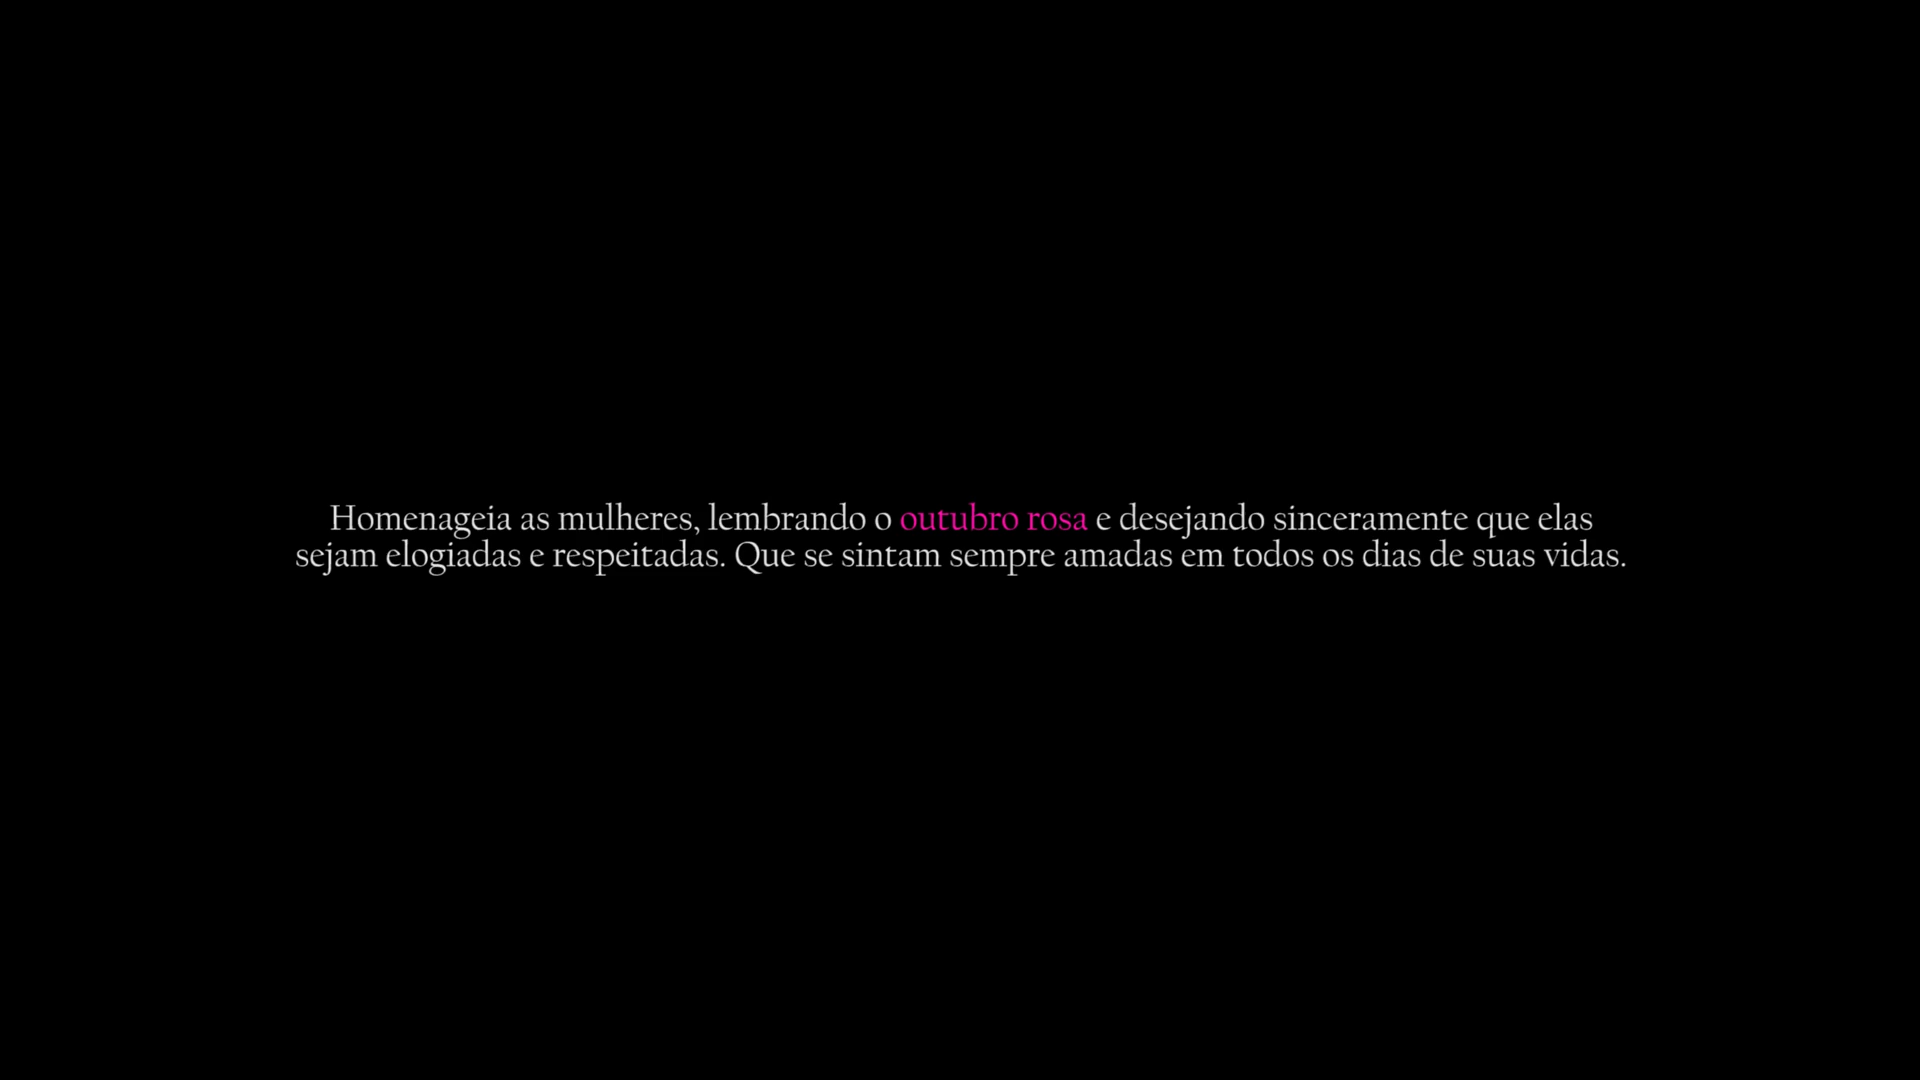 Homenageia as mulheres, lembrando o outubro rosa e desejando sinceramente que elas
sejam elogiadas e respeitadas. Que se sintam sempre amadas em todos os dias de suas vidas.